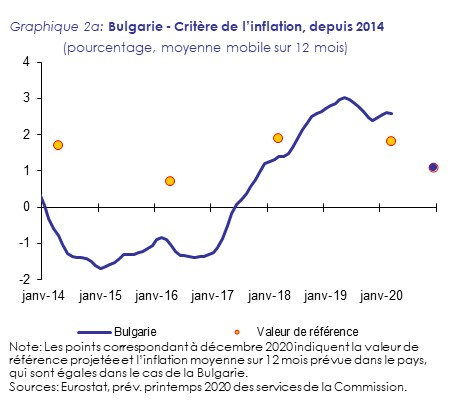 Graphique 2a: Bulgarie - Critère de l'inflation, depuis 2014
(pourcentage, moyenne mobile sur 12 mois)
4
3
2
1
0
-1
-2
janv-14 janv-15 janv-16 janv-17 janv-18 janv-19 janv-20
Bulgarie Valeur de référence
Note: Les points correspondant à décembre 2020 indiquent la valeur de
référence projetée et l'inflation moyenne sur 12 mois prévue dans le pays,
qui sont égales dans le cas de la Bulgarie.
Sources: Eurostat, prév. printemps 2020 des services de la Commission.